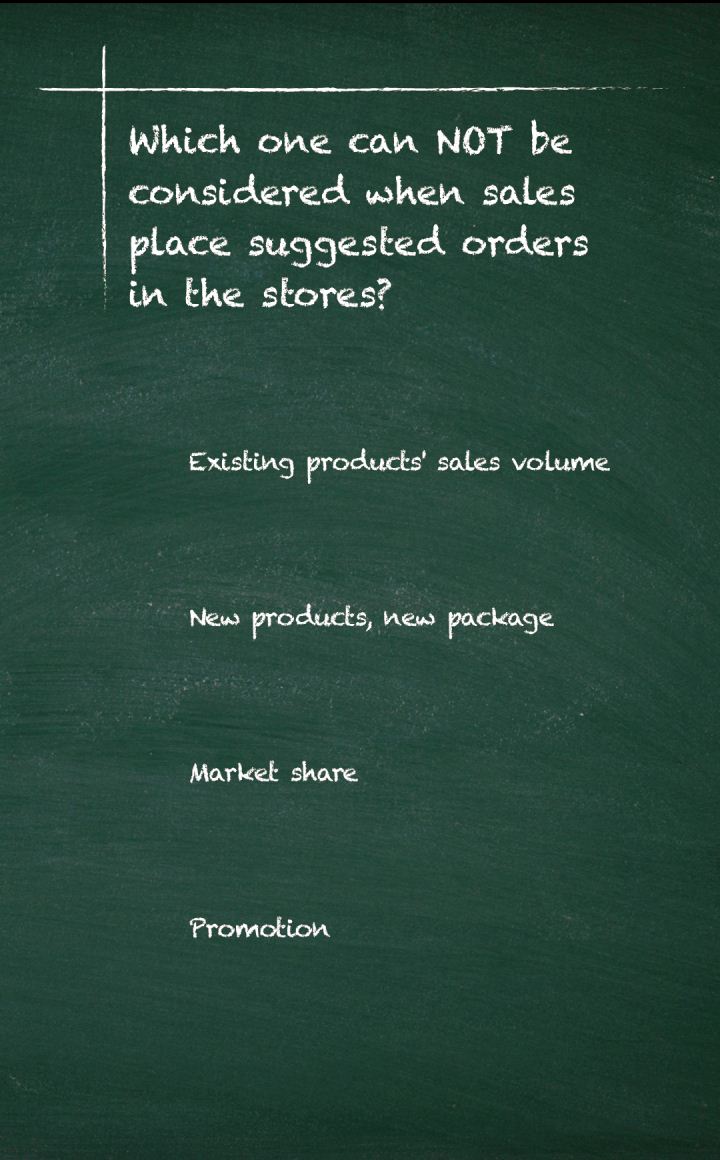 Which one can NOT be
considered when sales
place suggested orders
in the stores?
Existing products' sales volume
New products, new package
Market share
Promotion